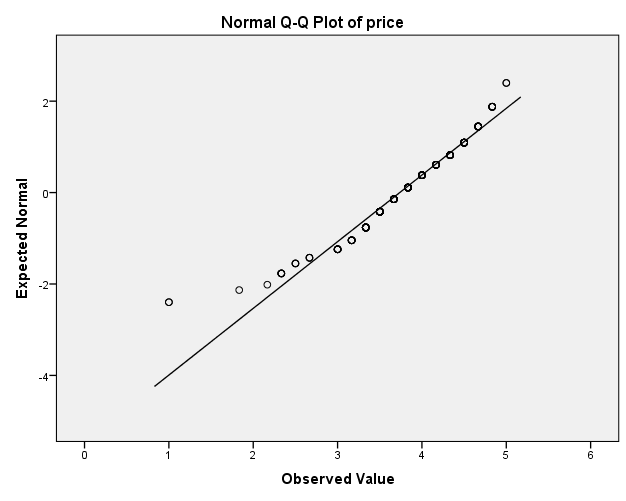 Normal Q-Q Plot of price
Expected Normal
2
0
-2
-4
0 1 2 3 4 5 6
Observed Value